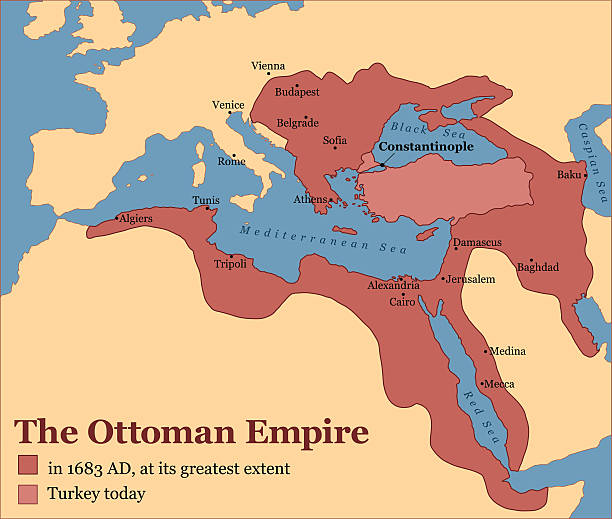 Vienna
Budapest
Venice
Belgrade
Black Sea
Sofia
Constantinople
Caspian Sea
Rome
Baku
Tunis
Athens
Algiers
Mediterranean Sea
Damascus
Tripoli
Baghdad
Alexandria
Jerusalem
Cairo
Medina
Mecca
Red Sea
The Ottoman Empire
in 1683 AD, at its greatest extent
Turkey today